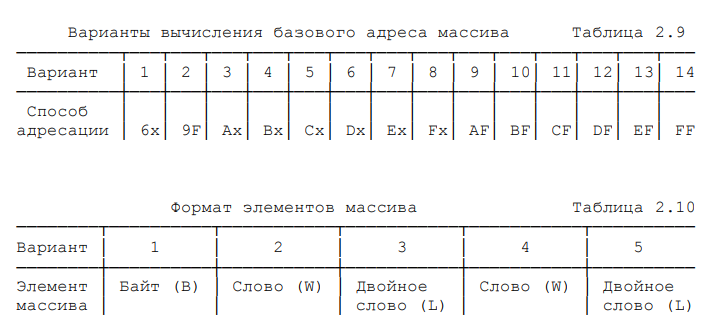 Варианты вычисления базового адреса массива Таблица 2.9
Вариант 1 2 3 4 5 6 7 8 9 10 11 12 13 14
Способ
адресации 6x 9F Ax Bx Cx Dx Ex Fx AF BF CF DF EF FF
Формат элементов массива Таблица 2.10
Вариант 1 2 3 4 5
Элемент Байт (B) Слово (W) Двойное Слово (W) Двойное
массива слово (L) слово (L)